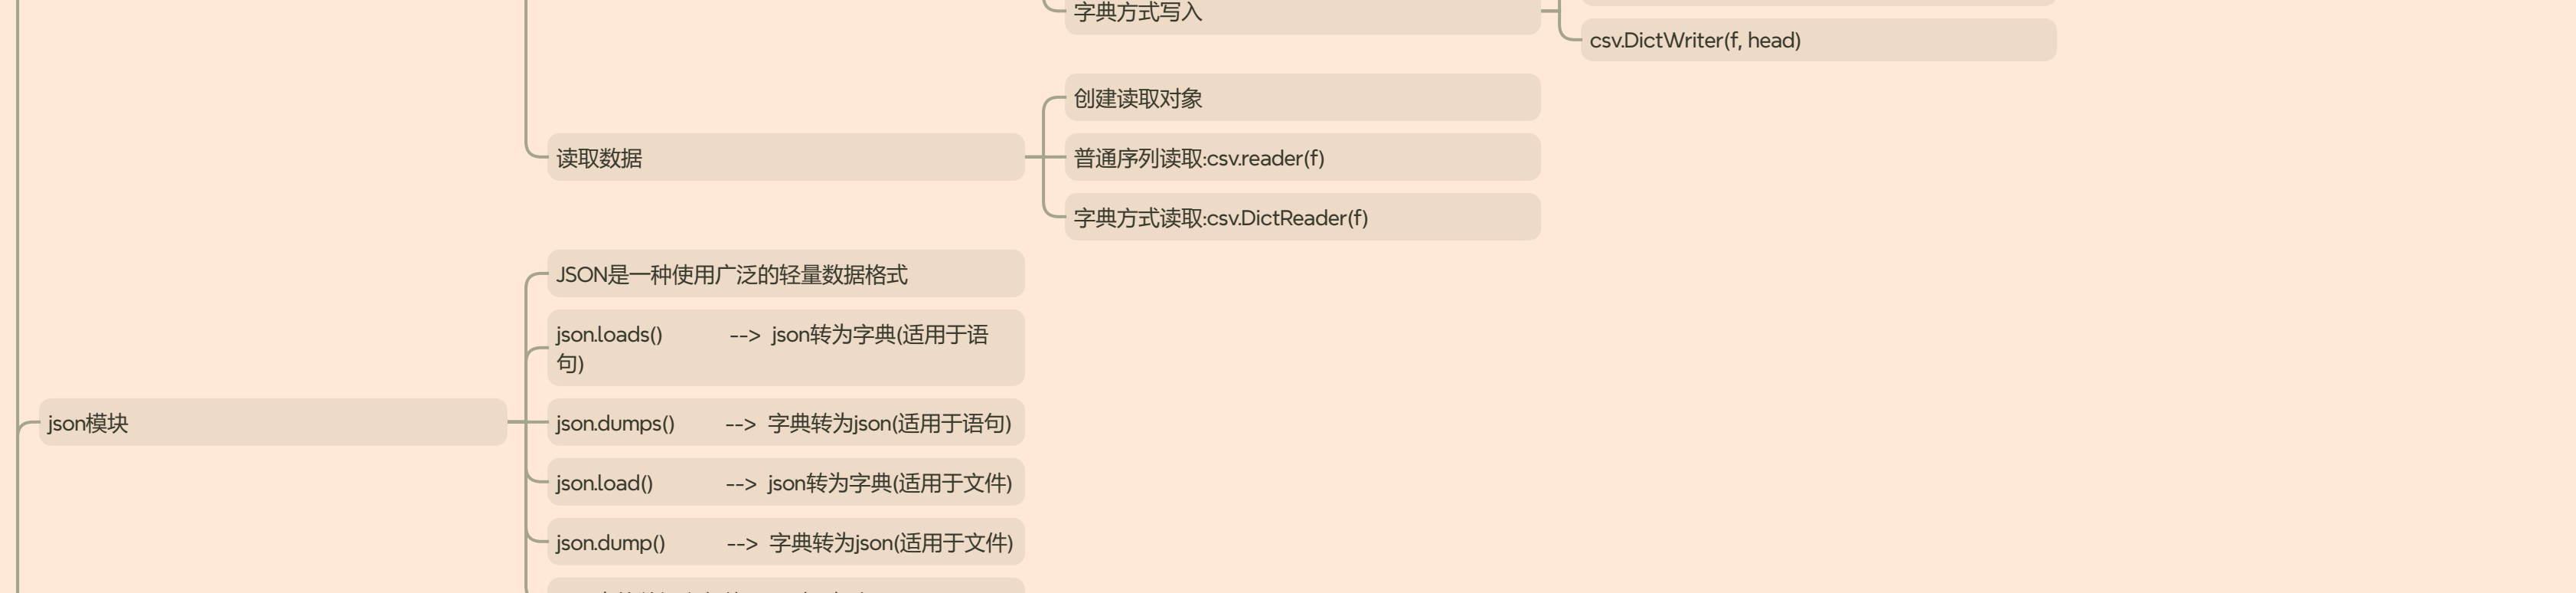 字典方式写入
csv.DictWriter(f, head)
创建读取对象
读取数据
普通序列读取:csv.reader(f)
字典方式读取:csv.DictReader(f)
JSON是一种使用广泛的轻量数据格式
json.loads() --> json转为字典(适用于语
句)
json模块
json.dumps() --> 字典转为json(适用于语句)
json.load() --> json转为字典(适用于文件)
json.dump() --> 字典转为json(适用于文件)